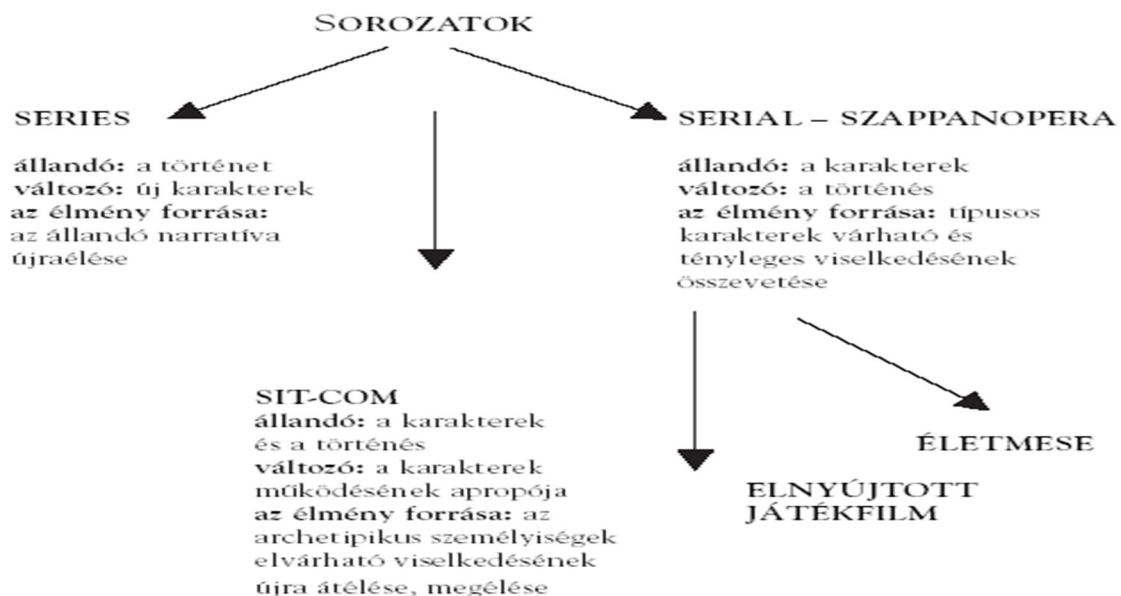 SOROZATOK
SERIES
állandó: a történet
változó: új karakterek
az élmény forrása:
az állandó narratíva
újraélése
SERIAL – SZAPPANOPERA
állandó: a karakterek
változó: a történés
az élmény forrása: típusos
karakterek várható és
tényleges viselkedésének
összevetése
SIT-COM
állandó: a karakterek
és a történés
változó: a karakterek
működésének apropója
az élmény forrása: az
archetipikus személyiségek
elvárható viselkedésének
újra átélése, megélése
ELNYÚJTOTT
JÁTÉKFILM
ÉLETMESE